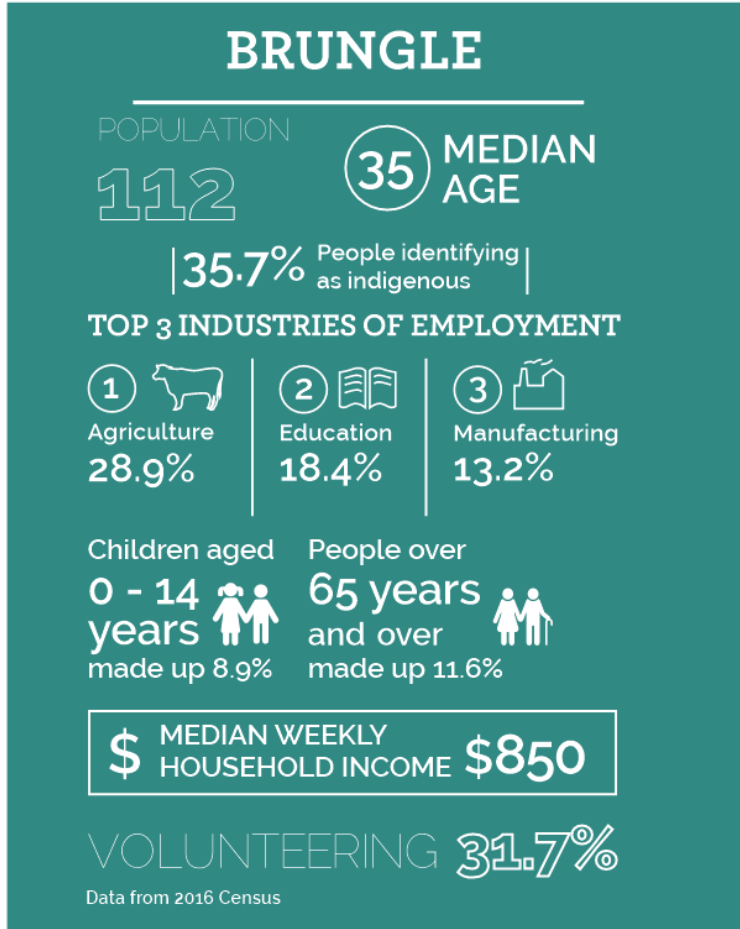 BRUNGLE
POPULATION
112
35
MEDIAN
AGE
35.7%
People identifying
as indigenous
TOP 3 INDUSTRIES OF EMPLOYMENT
1
Agriculture
28.9%
2
Education
18.4%
3
Manufacturing
13.2%
Children aged
0 - 14
years
made up 8.9%
People over
65 years
and over
made up 11.6%
$
MEDIAN WEEKLY
HOUSEHOLD INCOME
$850
VOLUNTEERING 31.7%
Data from 2016 Census